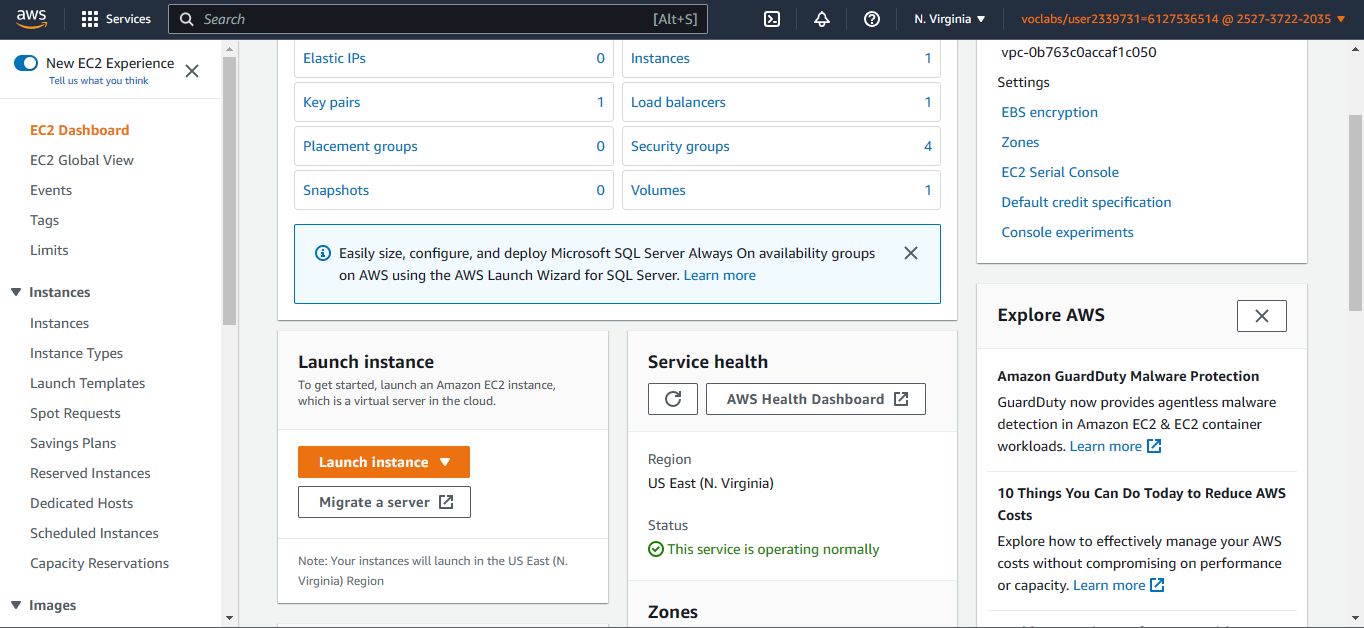 aws
Services
Search
[Alt+S]
N. Virginia
voclabs/user2339731=6127536514 @ 2527-3722-2035
New EC2 Experience
Tell us what you think
EC2 Dashboard
EC2 Global View
Events
Tags
Limits
Instances
Instances
Instance Types
Launch Templates
Spot Requests
Savings Plans
Reserved Instances
Dedicated Hosts
Scheduled Instances
Capacity Reservations
Images
Elastic IPs 0
Instances 1
Key pairs 1
Load balancers 1
Placement groups 0
Security groups 4
Snapshots 0
Volumes 1
Easily size, configure, and deploy Microsoft SQL Server Always On availability groups
on AWS using the AWS Launch Wizard for SQL Server. Learn more
Launch instance
To get started, launch an Amazon EC2 instance,
which is a virtual server in the cloud.
Launch instance
Migrate a server
Note: Your instances will launch in the US East (N.
Virginia) Region
Service health
AWS Health Dashboard
Region
US East (N. Virginia)
Status
This service is operating normally
Zones
vpc-0b763c0accaf1c050
Settings
EBS encryption
Zones
EC2 Serial Console
Default credit specification
Console experiments
Explore AWS
Amazon GuardDuty Malware Protection
GuardDuty now provides agentless malware
detection in Amazon EC2 & EC2 container
workloads. Learn more
10 Things You Can Do Today to Reduce AWS
Costs
Explore how to effectively manage your AWS
costs without compromising on performance
or capacity. Learn more